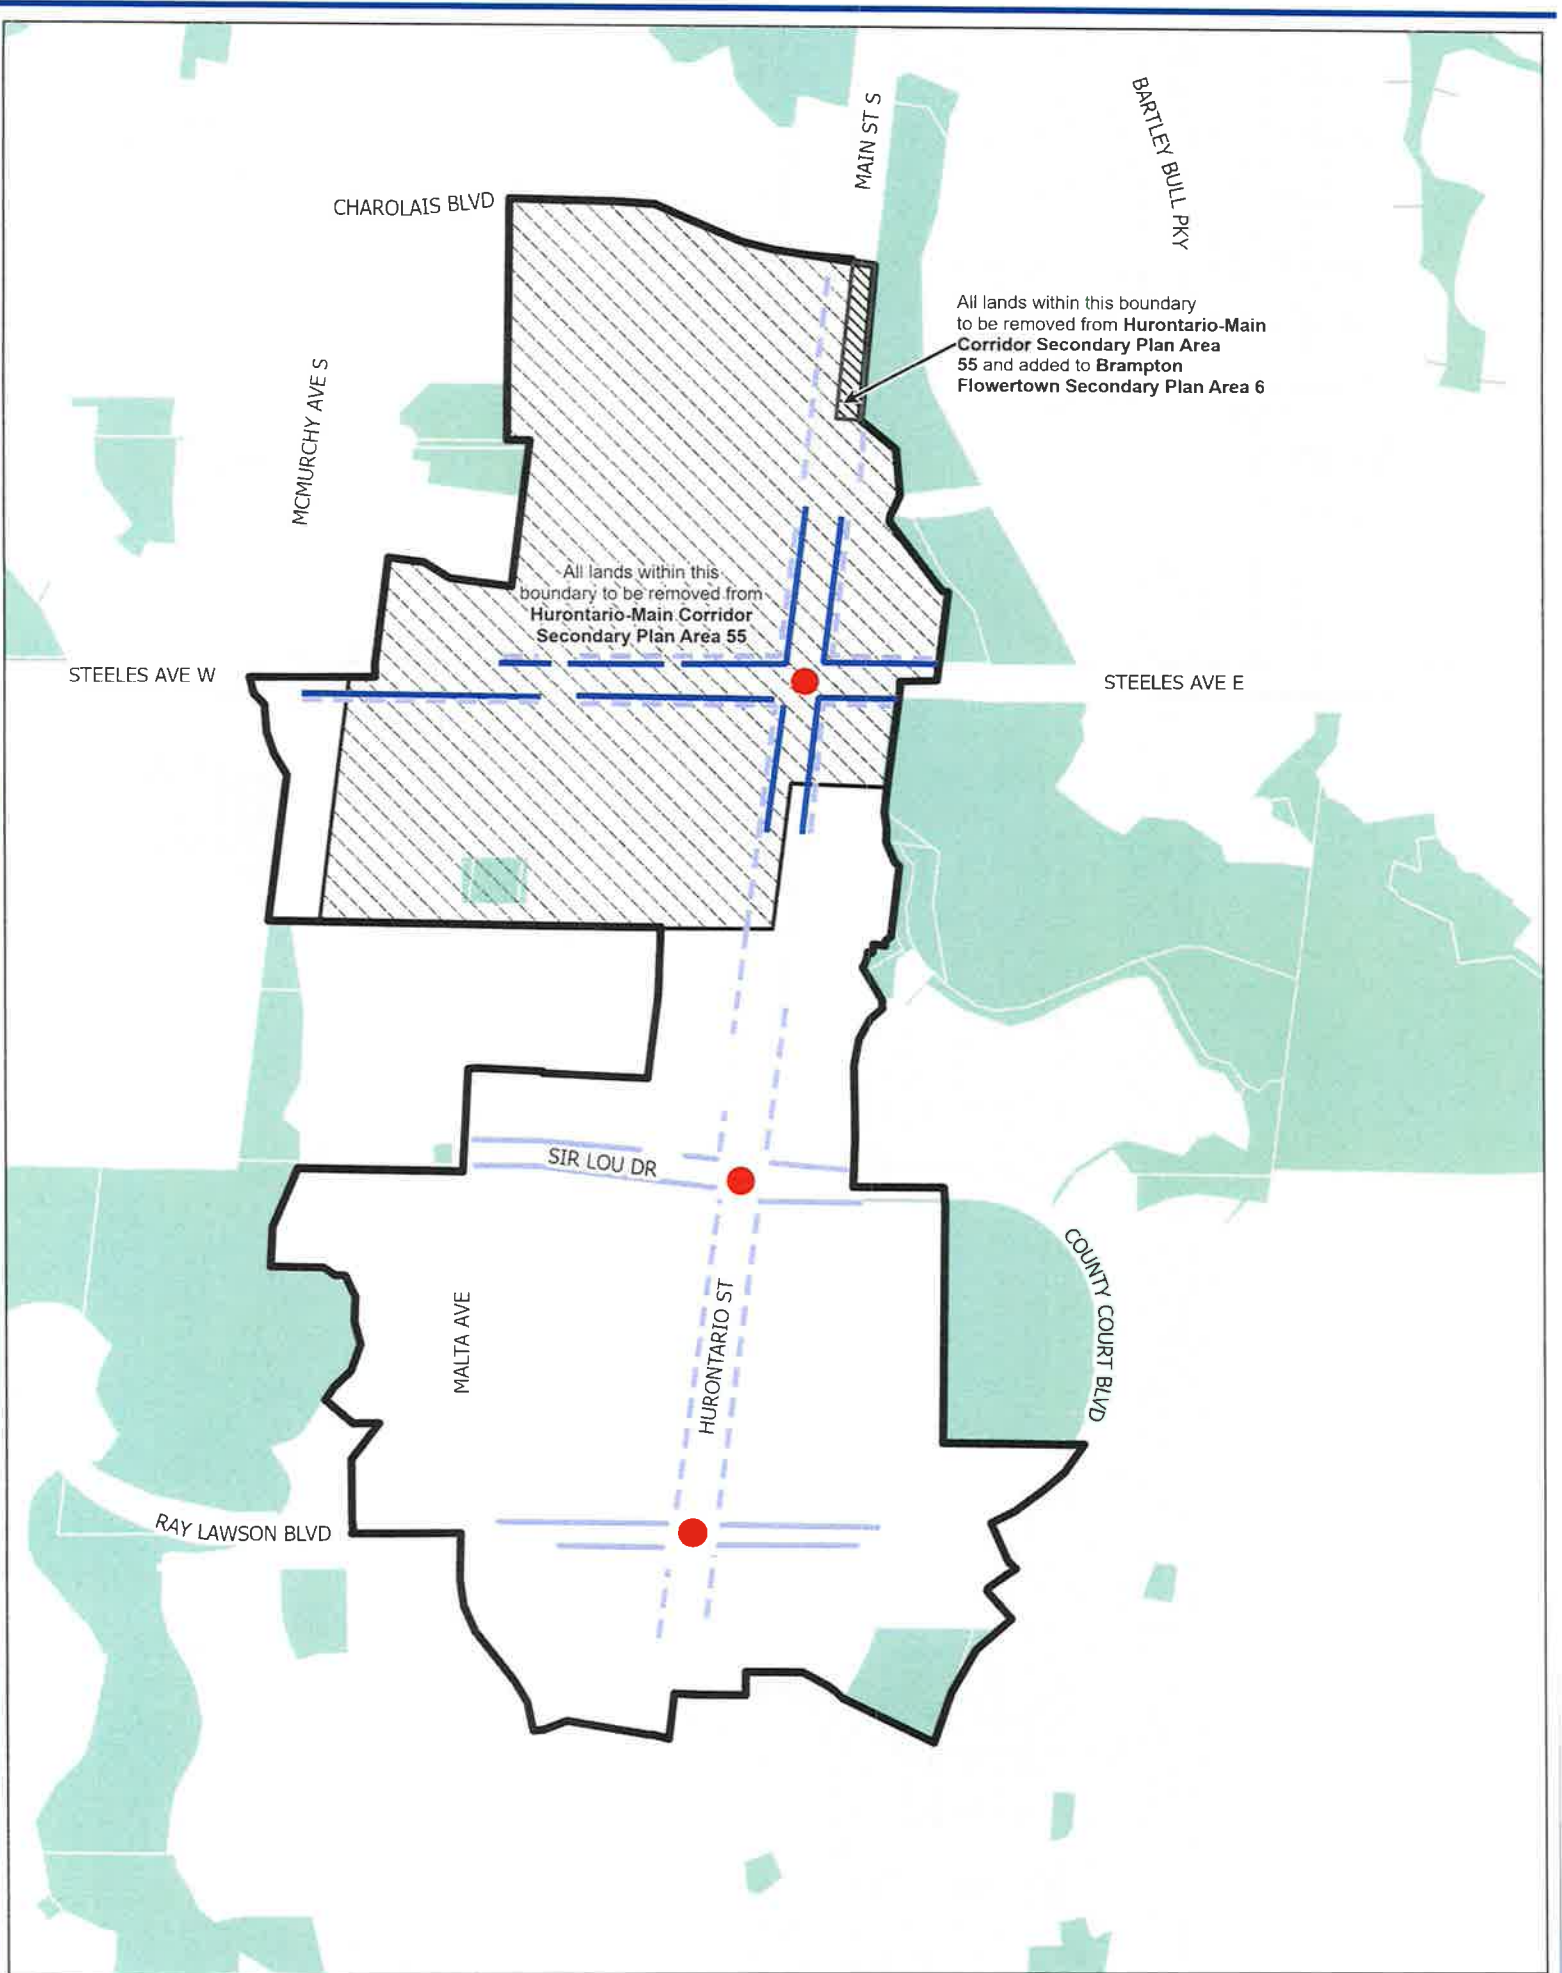 MAIN ST S
BARTLEY BULL PKY
CHAROLAIS BLVD
All lands within this boundary
to be removed from Hurontario-Main
Corridor Secondary Plan Area
55 and added to Brampton
Flowertown Secondary Plan Area 6
MCMURCHY AVE S
All lands within this
boundary to be removed from
Hurontario-Main Corridor
Secondary Plan Area 55
STEELES AVE W
STEELES AVE E
SIR LOU DR
COUNTY COURT BLVD
MALTA AVE
HURONTARIO ST
RAY LAWSON BLVD